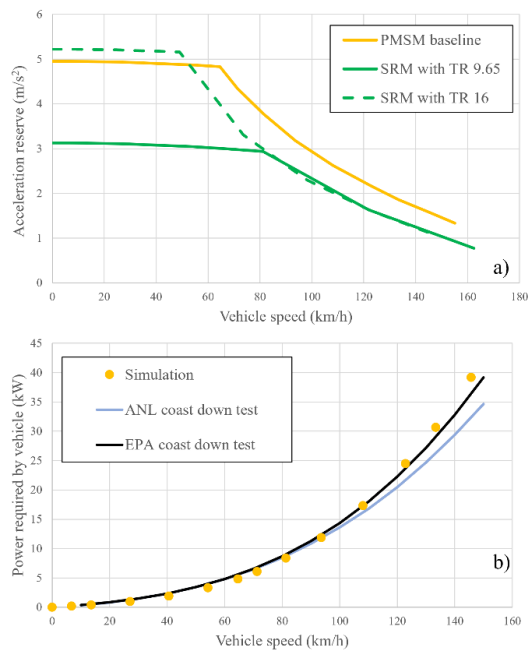 6
5
4
3
2
1
0
Acceleration reserve (m/s²)
PMSM baseline
SRM with TR 9.65
SRM with TR 16
a)
0 20 40 60 80 100 120 140 160 180
Vehicle speed (km/h)
45
40
35
30
25
20
15
10
5
0
Power required by vehicle (kW)
Simulation
ANL coast down test
EPA coast down test
b)
0 20 40 60 80 100 120 140 160
Vehicle speed (km/h)